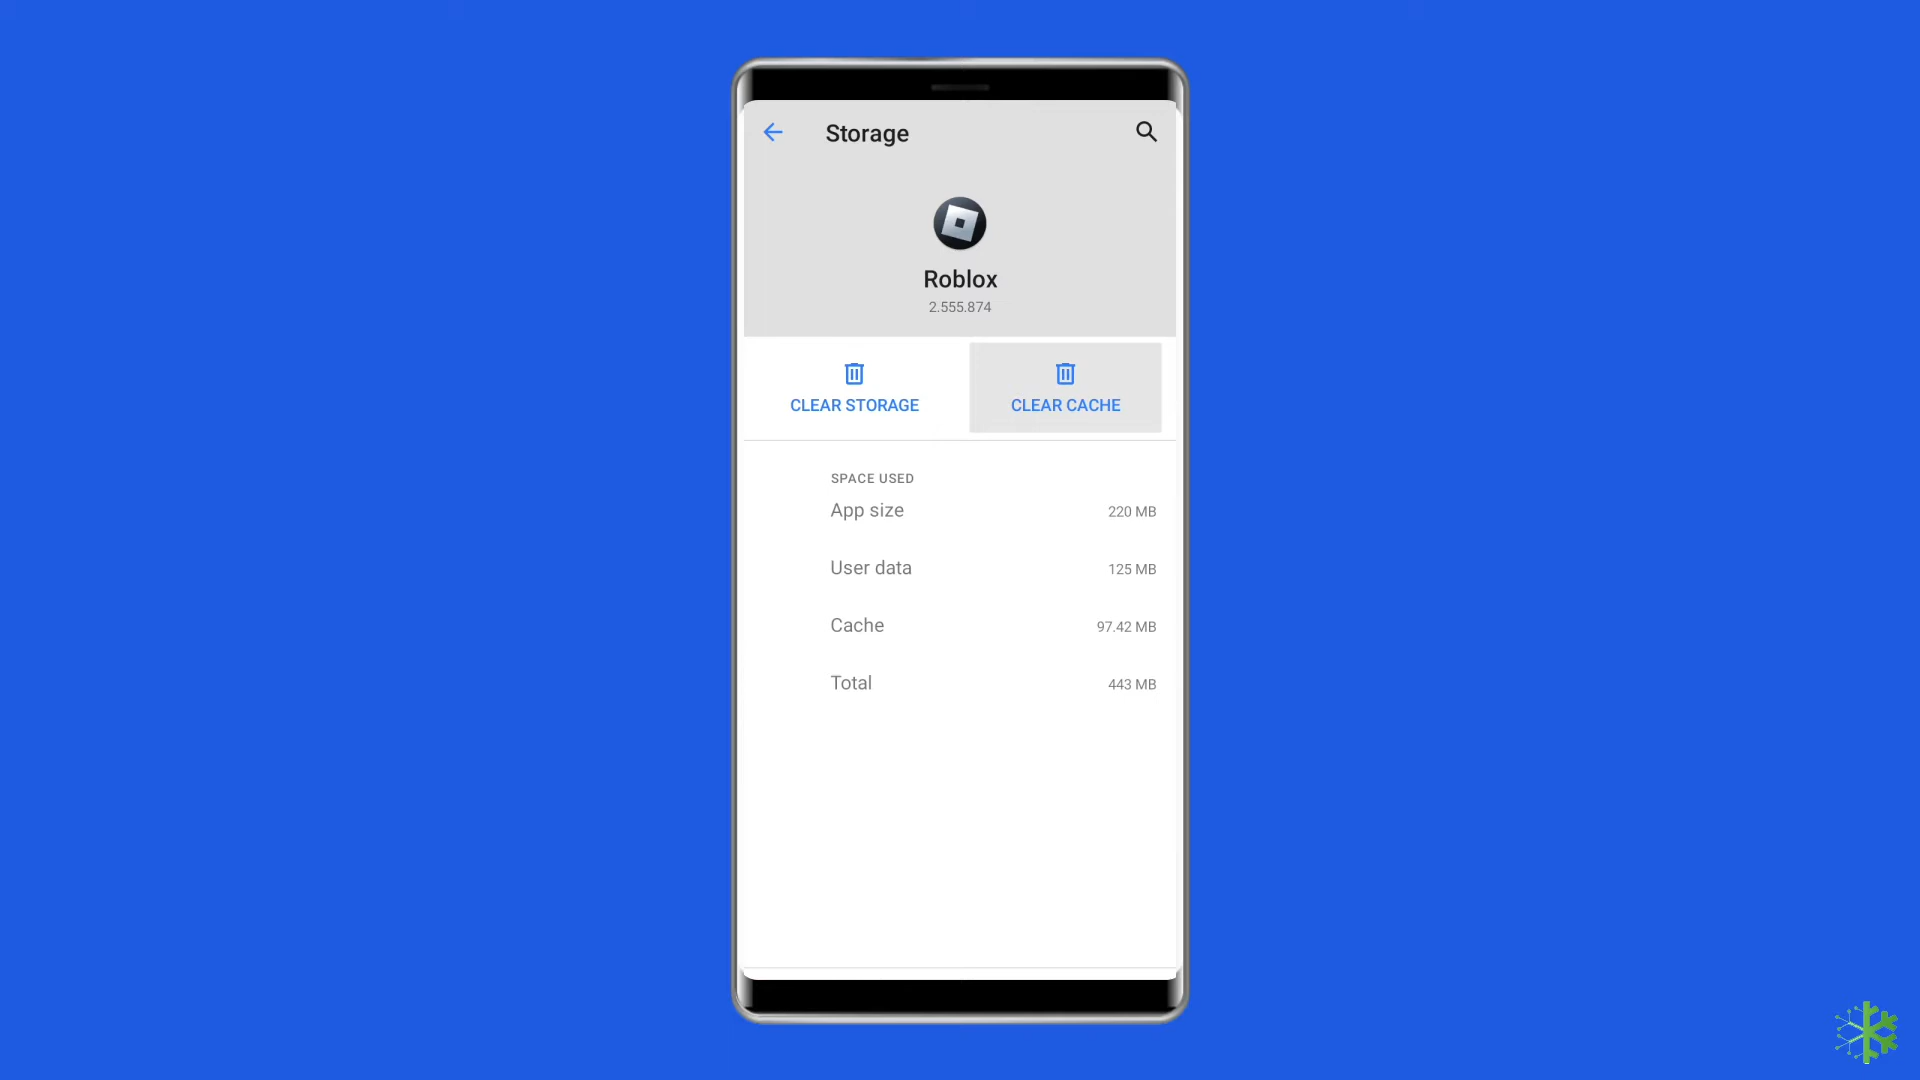 Storage
Roblox
2.555.874
CLEAR STORAGE
CLEAR CACHE
SPACE USED
App size 220 MB
User data 125 MB
Cache 97.42 MB
Total 443 MB